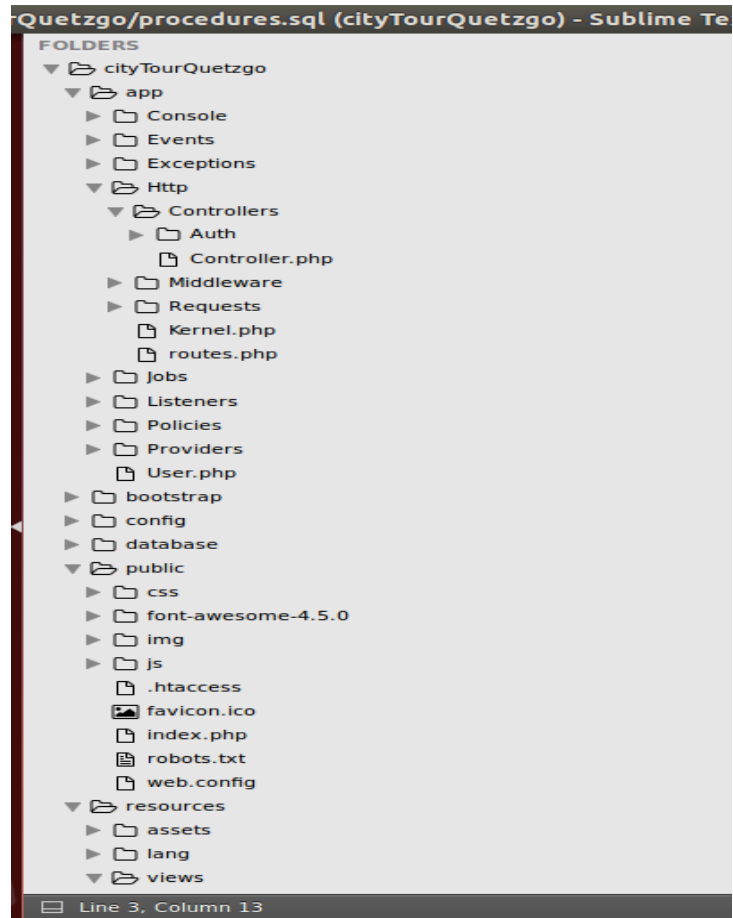 rQuetzgo/procedures.sql (cityTourQuetzgo) - Sublime Te
FOLDERS
cityTourQuetzgo
app
Console
Events
Exceptions
Http
Controllers
Auth
Controller.php
Middleware
Requests
Kernel.php
routes.php
Jobs
Listeners
Policies
Providers
User.php
bootstrap
config
database
public
css
font-awesome-4.5.0
img
js
.htaccess
favicon.ico
index.php
robots.txt
web.config
resources
assets
lang
views
Line 3, Column 13